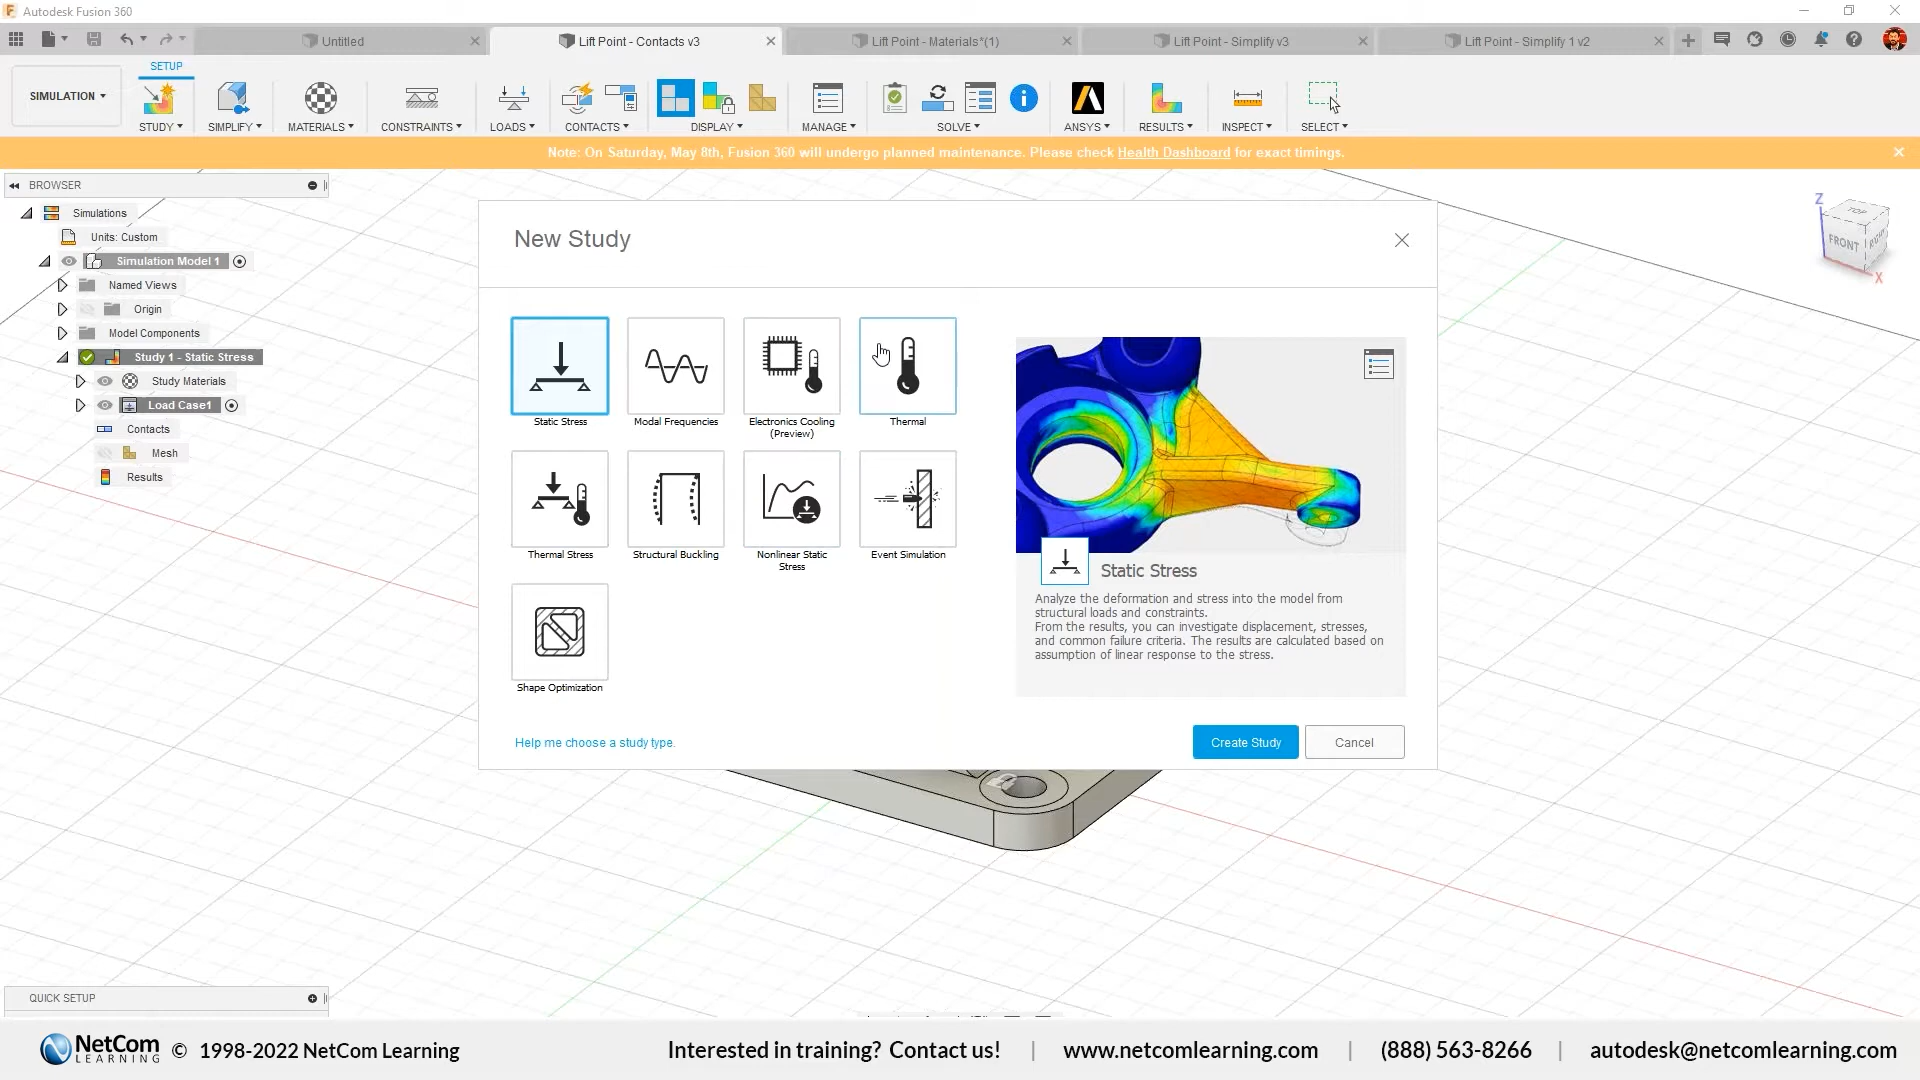 Autodesk Fusion 360
Untitled
Lift Point - Contacts v3
Lift Point - Materials*(1)
Lift Point - Simplify v3
Lift Point - Simplify 1 v2
SETUP
SIMULATION
STUDY
SIMPLIFY
MATERIALS
CONSTRAINTS
LOADS
CONTACTS
DISPLAY
MANAGE
SOLVE
ANSYS
RESULTS
INSPECT
SELECT
Note: On Saturday, May 8th, Fusion 360 will undergo planned maintenance. Please check Health Dashboard for exact timings.
BROWSER
Simulations
Units: Custom
Simulation Model 1
Named Views
Origin
Model Components
Study 1 - Static Stress
Study Materials
Load Case1
Contacts
Mesh
Results
Z
TOP
FRONT
RIGHT
X
New Study
Static Stress
Modal Frequencies
Electronics Cooling
(Preview)
Thermal
Thermal Stress
Structural Buckling
Nonlinear Static
Stress
Event Simulation
Shape Optimization
Static Stress
Analyze the deformation and stress into the model from
structural loads and constraints.
From the results, you can investigate displacement, stresses,
and common failure criteria. The results are calculated based on
assumption of linear response to the stress.
Help me choose a study type.
Create Study
Cancel
QUICK SETUP
NetCom
LEARNING
© 1998-2022 NetCom Learning
Interested in training? Contact us! | www.netcomlearning.com | (888) 563-8266 | autodesk@netcomlearning.com